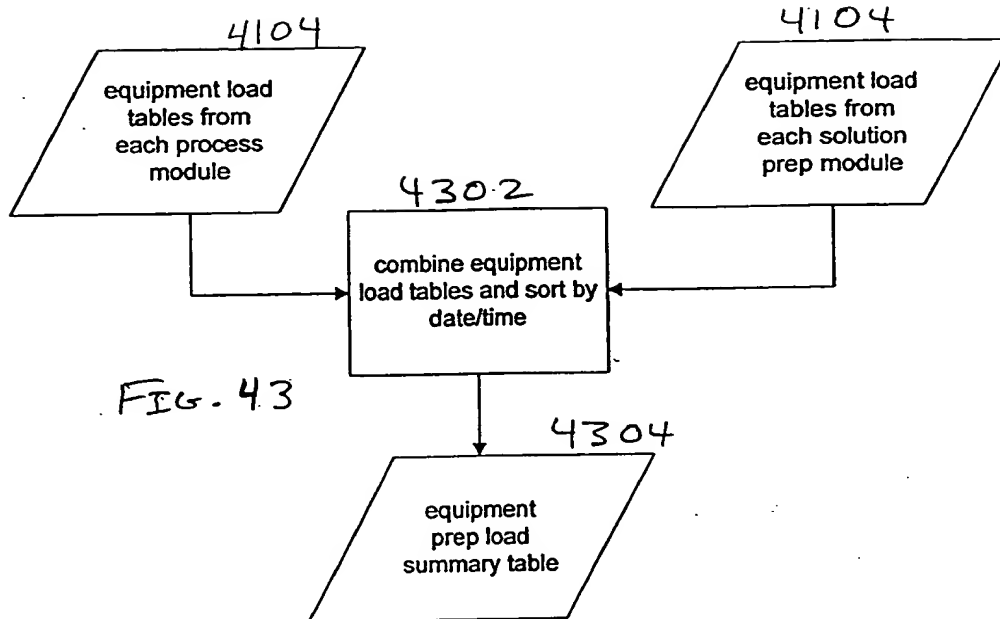 4104
equipment load
tables from
each process
module
4104
equipment load
tables from
each solution
prep module
4302
combine equipment
load tables and sort by
date/time
FIG. 43
4304
equipment
prep load
summary table